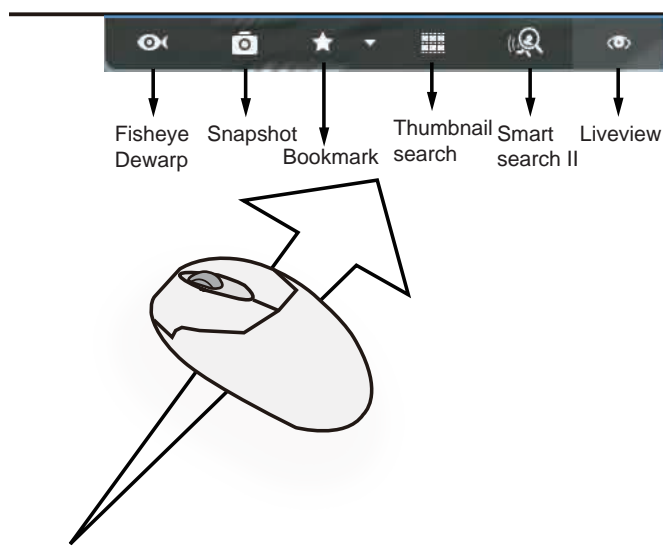 Fisheye
Dewarp
Snapshot
Bookmark
Thumbnail
search
Smart
search II
Liveview